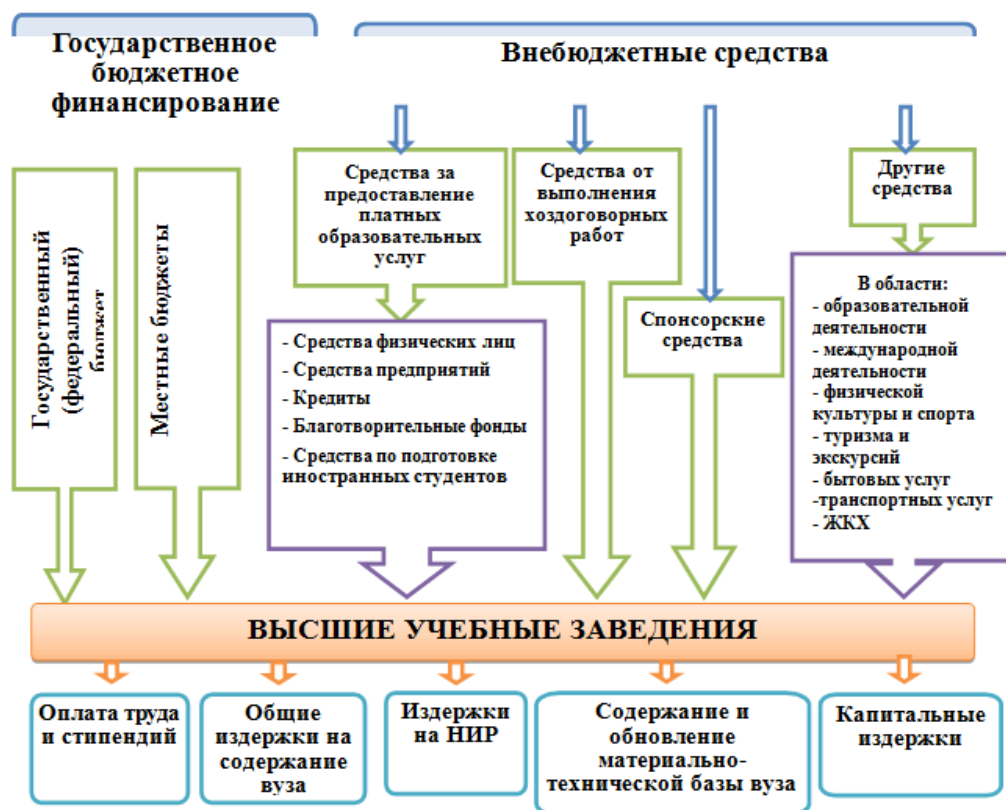 Государственное
бюджетное
финансирование
Внебюджетные средства
Государственный
(федеральный)
бюджет
Местные бюджеты
Средства за
предоставление
платных
образовательных
услуг
Средства от
выполнения
хоздоговорных
работ
Спонсорские
средства
Другие
средства
- Средства физических лиц
- Средства предприятий
- Кредиты
- Благотворительные фонды
- Средства по подготовке
иностранных студентов
В области:
- образовательной
деятельности
- международной
деятельности
- физической
культуры и спорта
- туризма и
экскурсий
- бытовых услуг
-транспортных услуг
- ЖКХ
ВЫСШИЕ УЧЕБНЫЕ ЗАВЕДЕНИЯ
Оплата труда
и стипендий
Общие
издержки на
содержание
вуза
Издержки
на НИР
Содержание и
обновление
материально-
технической базы вуза
Капитальные
издержки